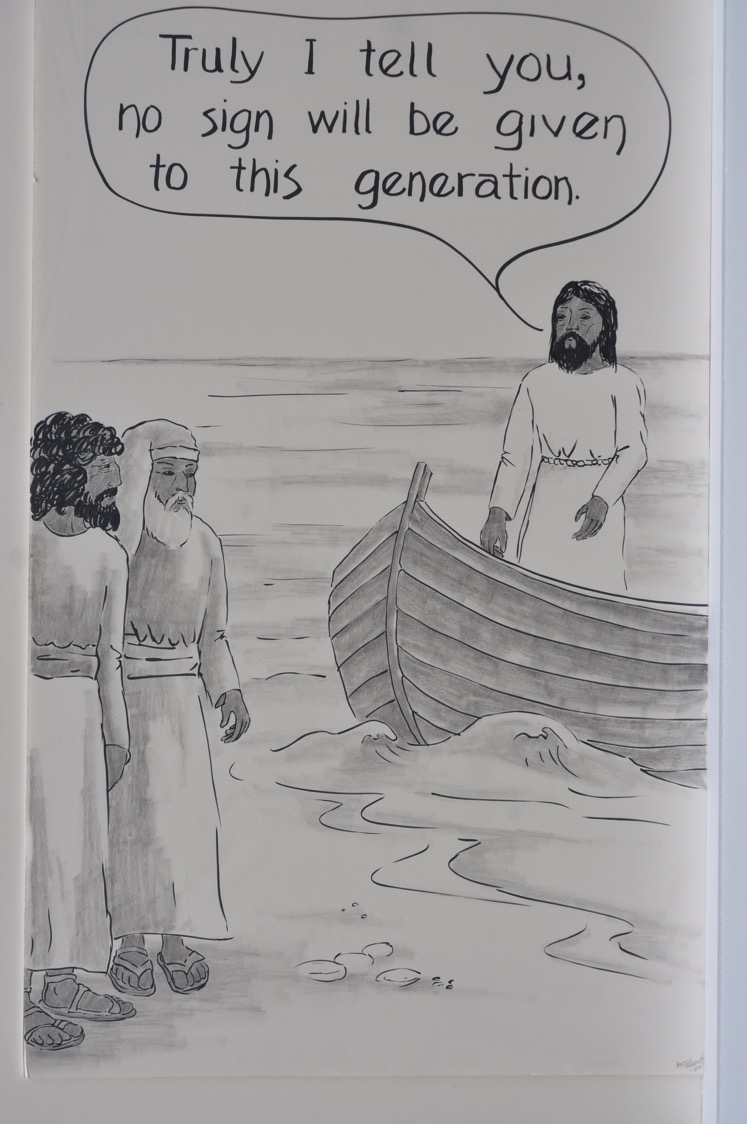 Truly I tell you,
no sign will be given
to this generation.